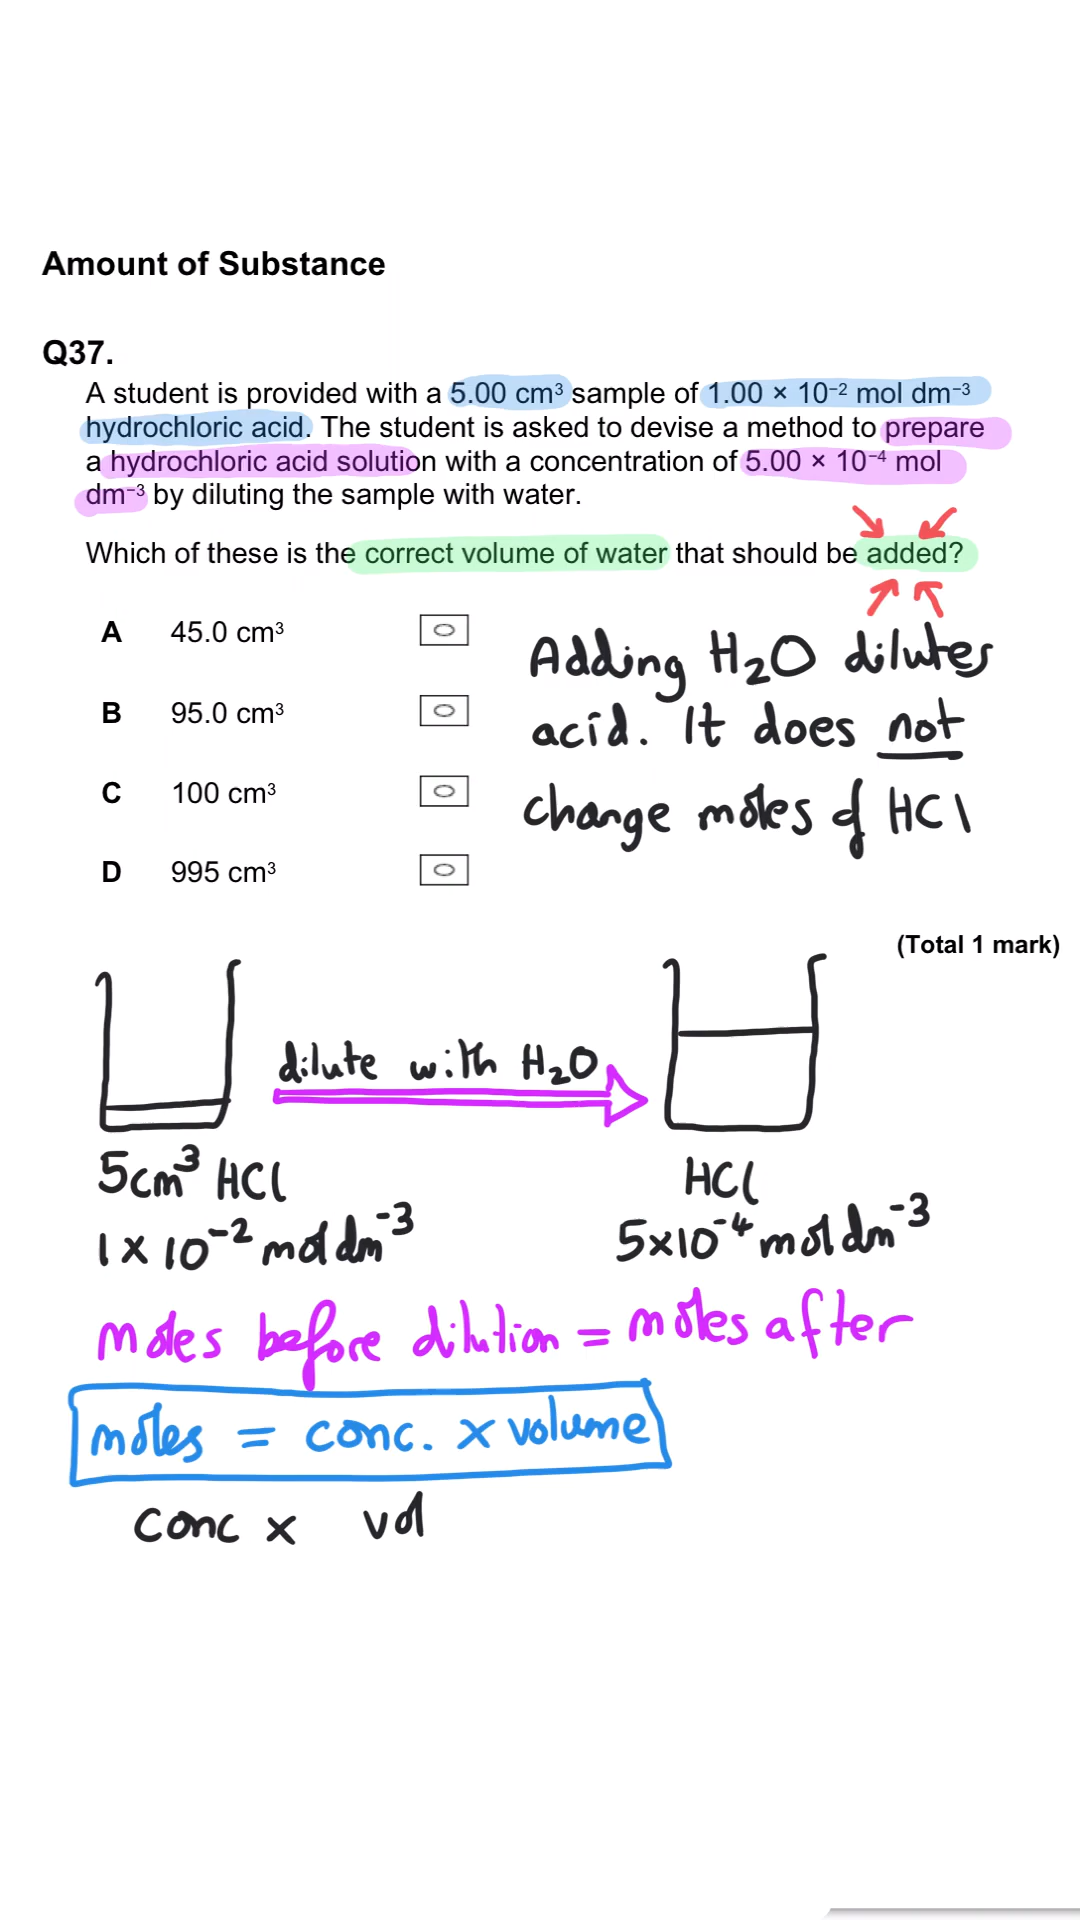 Amount of Substance
Q37.
A student is provided with a 5.00 cm³ sample of 1.00 × 10⁻² mol dm⁻³
hydrochloric acid. The student is asked to devise a method to prepare
a hydrochloric acid solution with a concentration of 5.00 × 10⁻⁴ mol
dm⁻³ by diluting the sample with water.
Which of these is the correct volume of water that should be added?
A 45.0 cm³
B 95.0 cm³
C 100 cm³
D 995 cm³
Adding H₂O dilutes
acid. It does not
change moles of HCl
(Total 1 mark)
dilute with H₂O
5cm³ HCl
1 x 10⁻² mol dm⁻³
HCl
5x10⁻⁴ mol dm⁻³
moles before dilution = moles after
moles = conc. x volume
conc x vol